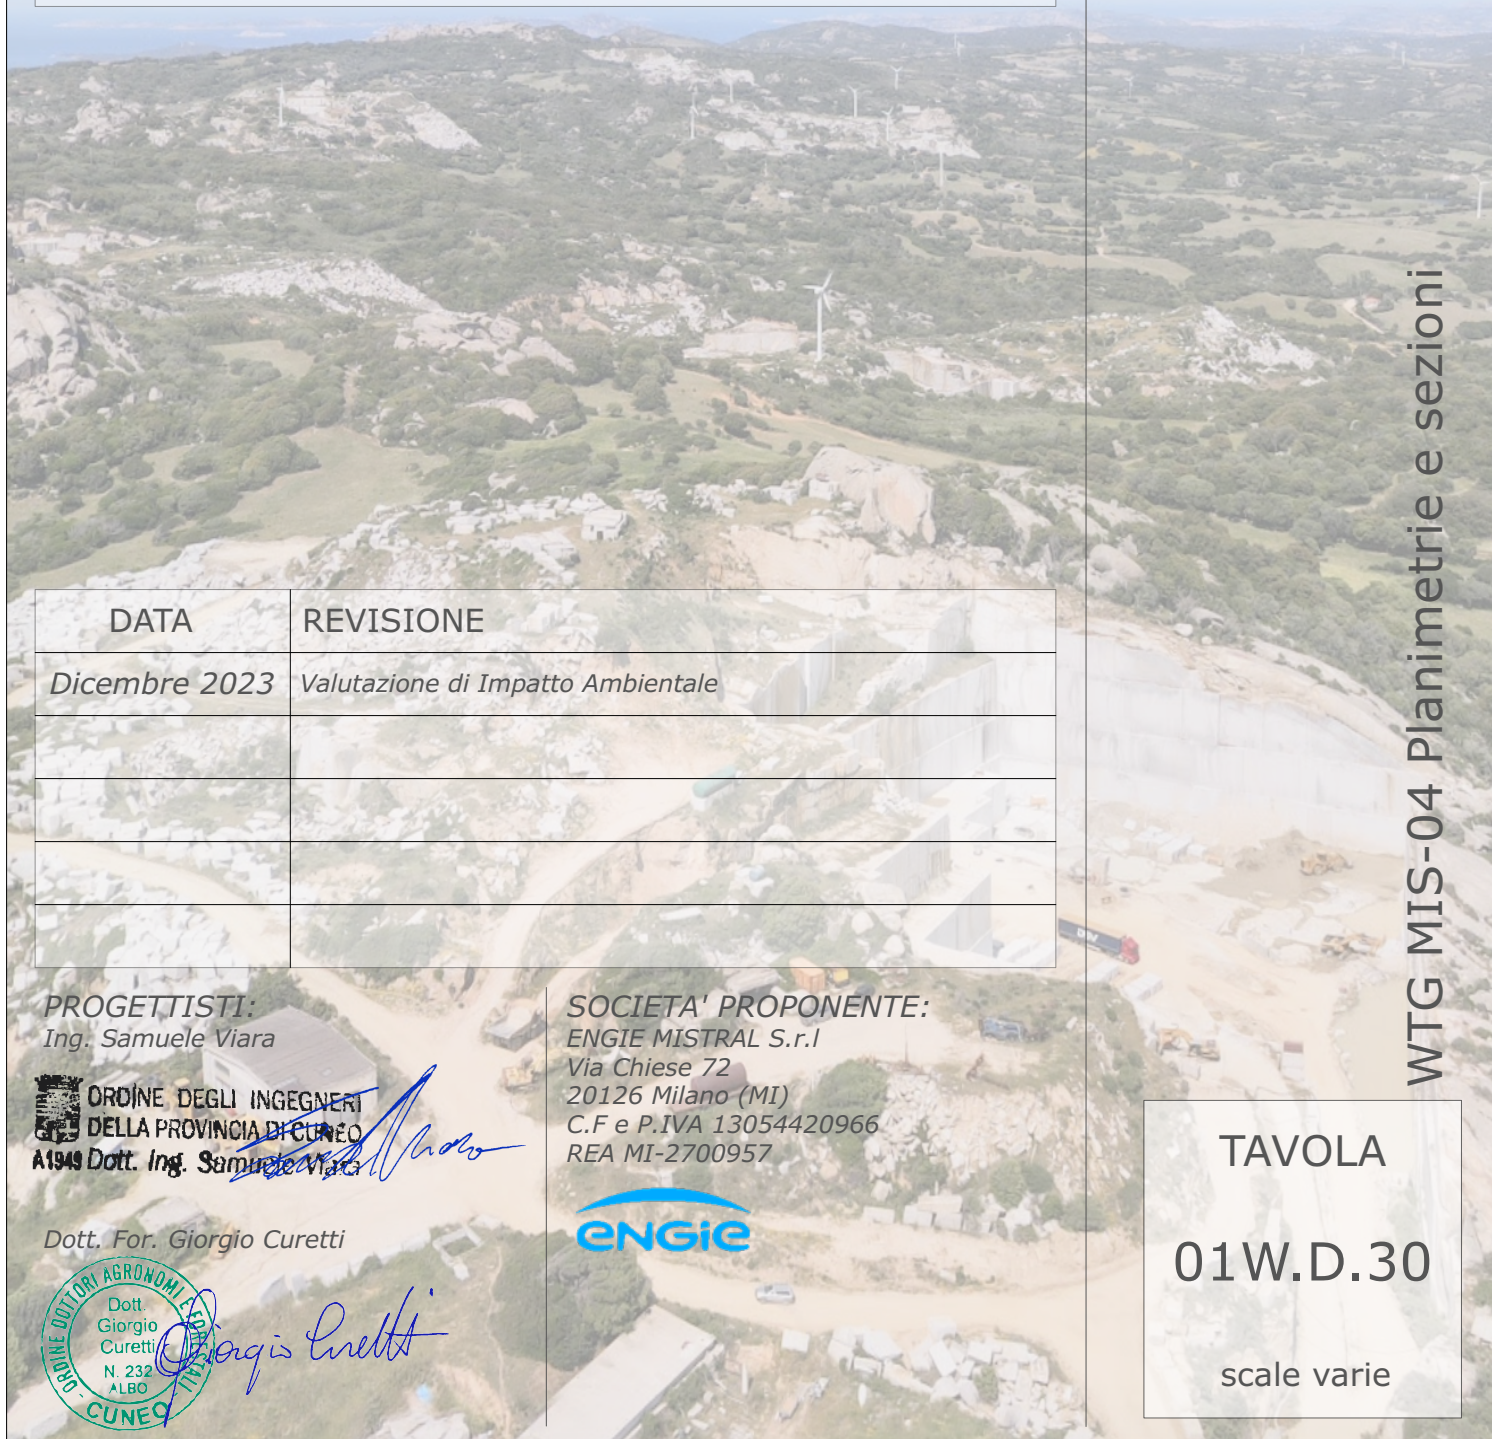 DATA REVISIONE
Dicembre 2023 Valutazione di Impatto Ambientale
PROGETTISTI:
Ing. Samuele Viara
ORDINE DEGLI INGEGNERI
DELLA PROVINCIA DI CUNEO
A1949 Dott. Ing. Samuele Viara
Dott. For. Giorgio Curetti
ORDINE DOTTORI AGRONOMI E FORESTALI - CUNEO -
Dott.
Giorgio
Curetti
N. 232
ALBO
Giorgio Curetti
SOCIETA' PROPONENTE:
ENGIE MISTRAL S.r.l
Via Chiese 72
20126 Milano (MI)
C.F e P.IVA 13054420966
REA MI-2700957
ENGIE
WTG MIS-04 Planimetrie e sezioni
TAVOLA
01W.D.30
scale varie